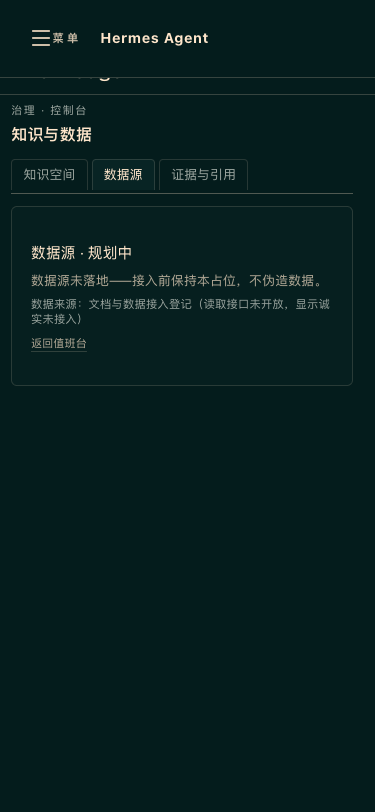 菜单 Hermes Agent
治理 · 控制台
知识与数据
知识空间 数据源 证据与引用
数据源 · 规划中
数据源未落地——接入前保持本占位，不伪造数据。
数据来源：文档与数据接入登记（读取接口未开放，显示诚
实未接入）
返回值班台